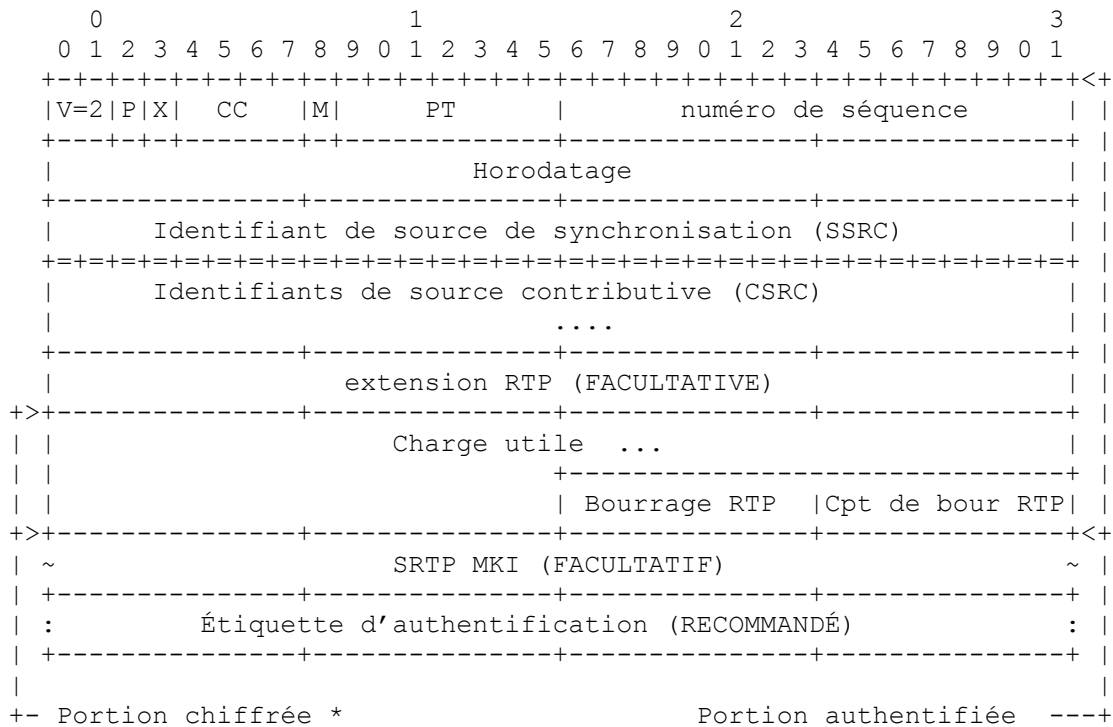 0 1 2 3
0 1 2 3 4 5 6 7 8 9 0 1 2 3 4 5 6 7 8 9 0 1 2 3 4 5 6 7 8 9 0 1
+-+-+-+-+-+-+-+-+-+-+-+-+-+-+-+-+-+-+-+-+-+-+-+-+-+-+-+-+-+-+-+-+<+
|V=2|P|X| CC |M| PT | numéro de séquence | |
+---+-+-+-------+-+-------------+---------------+---------------+ |
| Horodatage | |
+---------------+---------------+---------------+---------------+ |
| Identifiant de source de synchronisation (SSRC) | |
+=+=+=+=+=+=+=+=+=+=+=+=+=+=+=+=+=+=+=+=+=+=+=+=+=+=+=+=+=+=+=+=+ |
| Identifiants de source contributive (CSRC) | |
| .... | |
+---------------+---------------+---------------+---------------+ |
| extension RTP (FACULTATIVE) | |
+>+---------------+---------------+---------------+---------------+ |
| | Charge utile ... | |
| | +-------------------------------+ |
| | | Bourrage RTP |Cpt de bour RTP| |
+>+---------------+---------------+---------------+---------------+<+
| ~ SRTP MKI (FACULTATIF) ~ |
| +---------------+---------------+---------------+---------------+ |
| : Étiquette d’authentification (RECOMMANDÉ) : |
| +---------------+---------------+---------------+---------------+ |
| |
+- Portion chiffrée * Portion authentifiée ---+